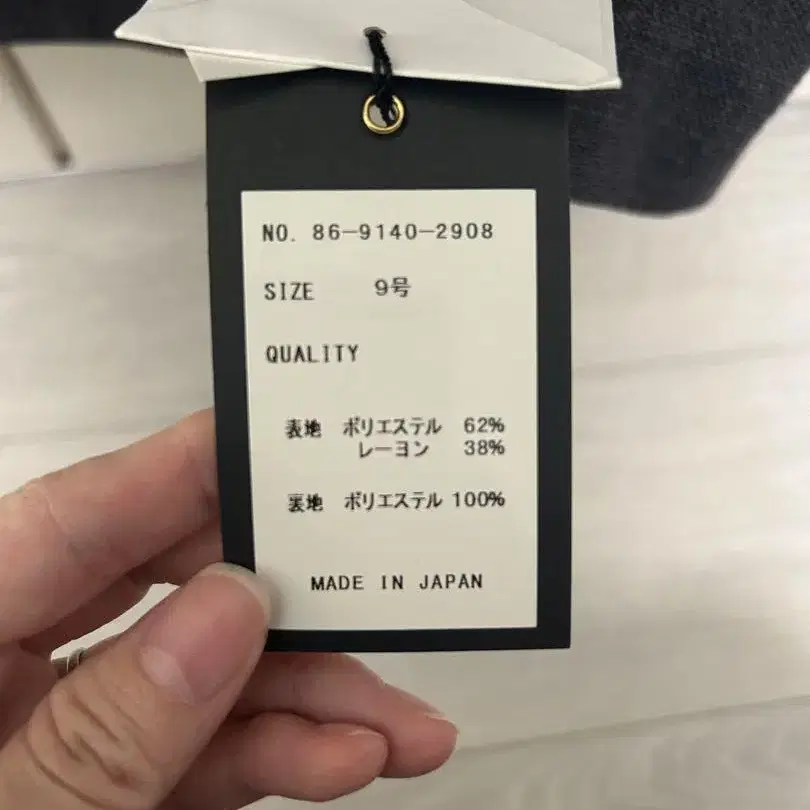 NO. 86-9140-2908
SIZE 9号
QUALITY
表地 ポリエステル 62%
レーヨン 38%
裏地 ポリエステル 100%
MADE IN JAPAN